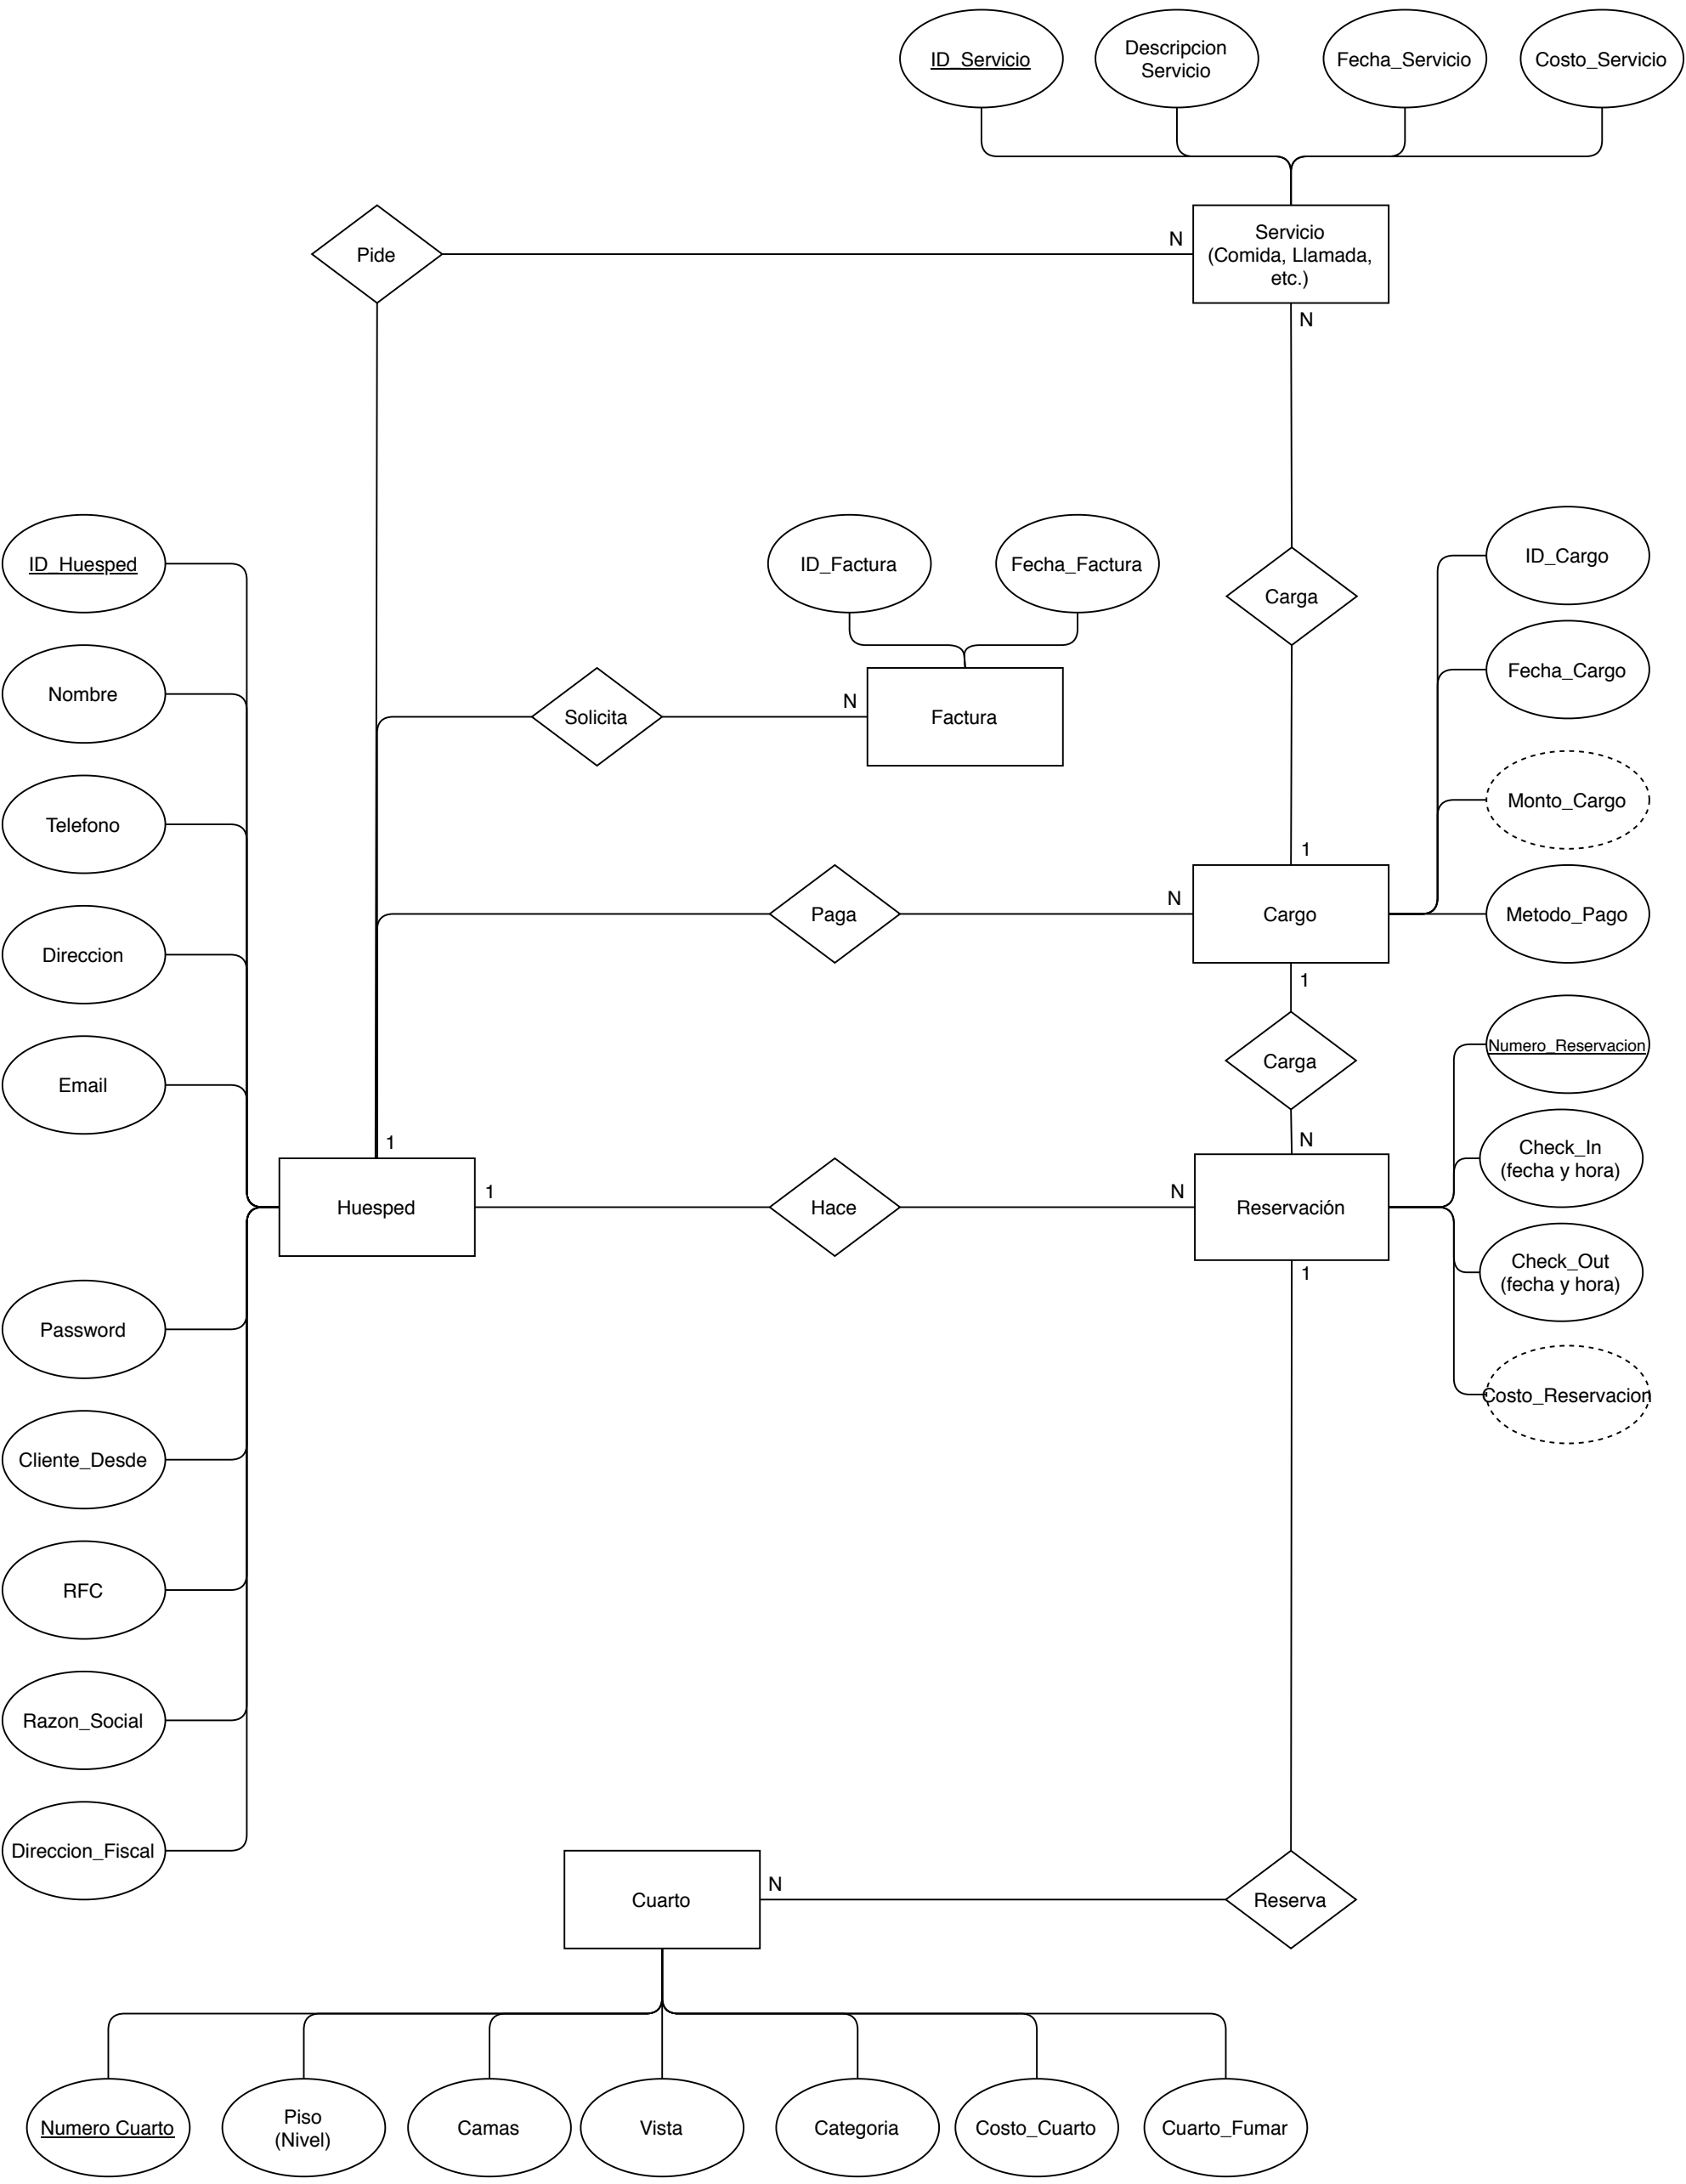 ID_Servicio
Descripcion
Servicio
Fecha_Servicio
Costo_Servicio
Pide
N
Servicio
(Comida, Llamada,
etc.)
N
ID_Huesped
ID_Factura
Fecha_Factura
ID_Cargo
Carga
Nombre
Fecha_Cargo
Solicita
N
Factura
Telefono
Monto_Cargo
1
Direccion
Paga
N
Cargo
Metodo_Pago
1
Email
Carga
Numero_Reservacion
1
N
Check_In
(fecha y hora)
Huesped
1
Hace
N
Reservación
1
Check_Out
(fecha y hora)
Password
Costo_Reservacion
Cliente_Desde
RFC
Razon_Social
Direccion_Fiscal
Cuarto
N
Reserva
Numero Cuarto
Piso
(Nivel)
Camas
Vista
Categoria
Costo_Cuarto
Cuarto_Fumar